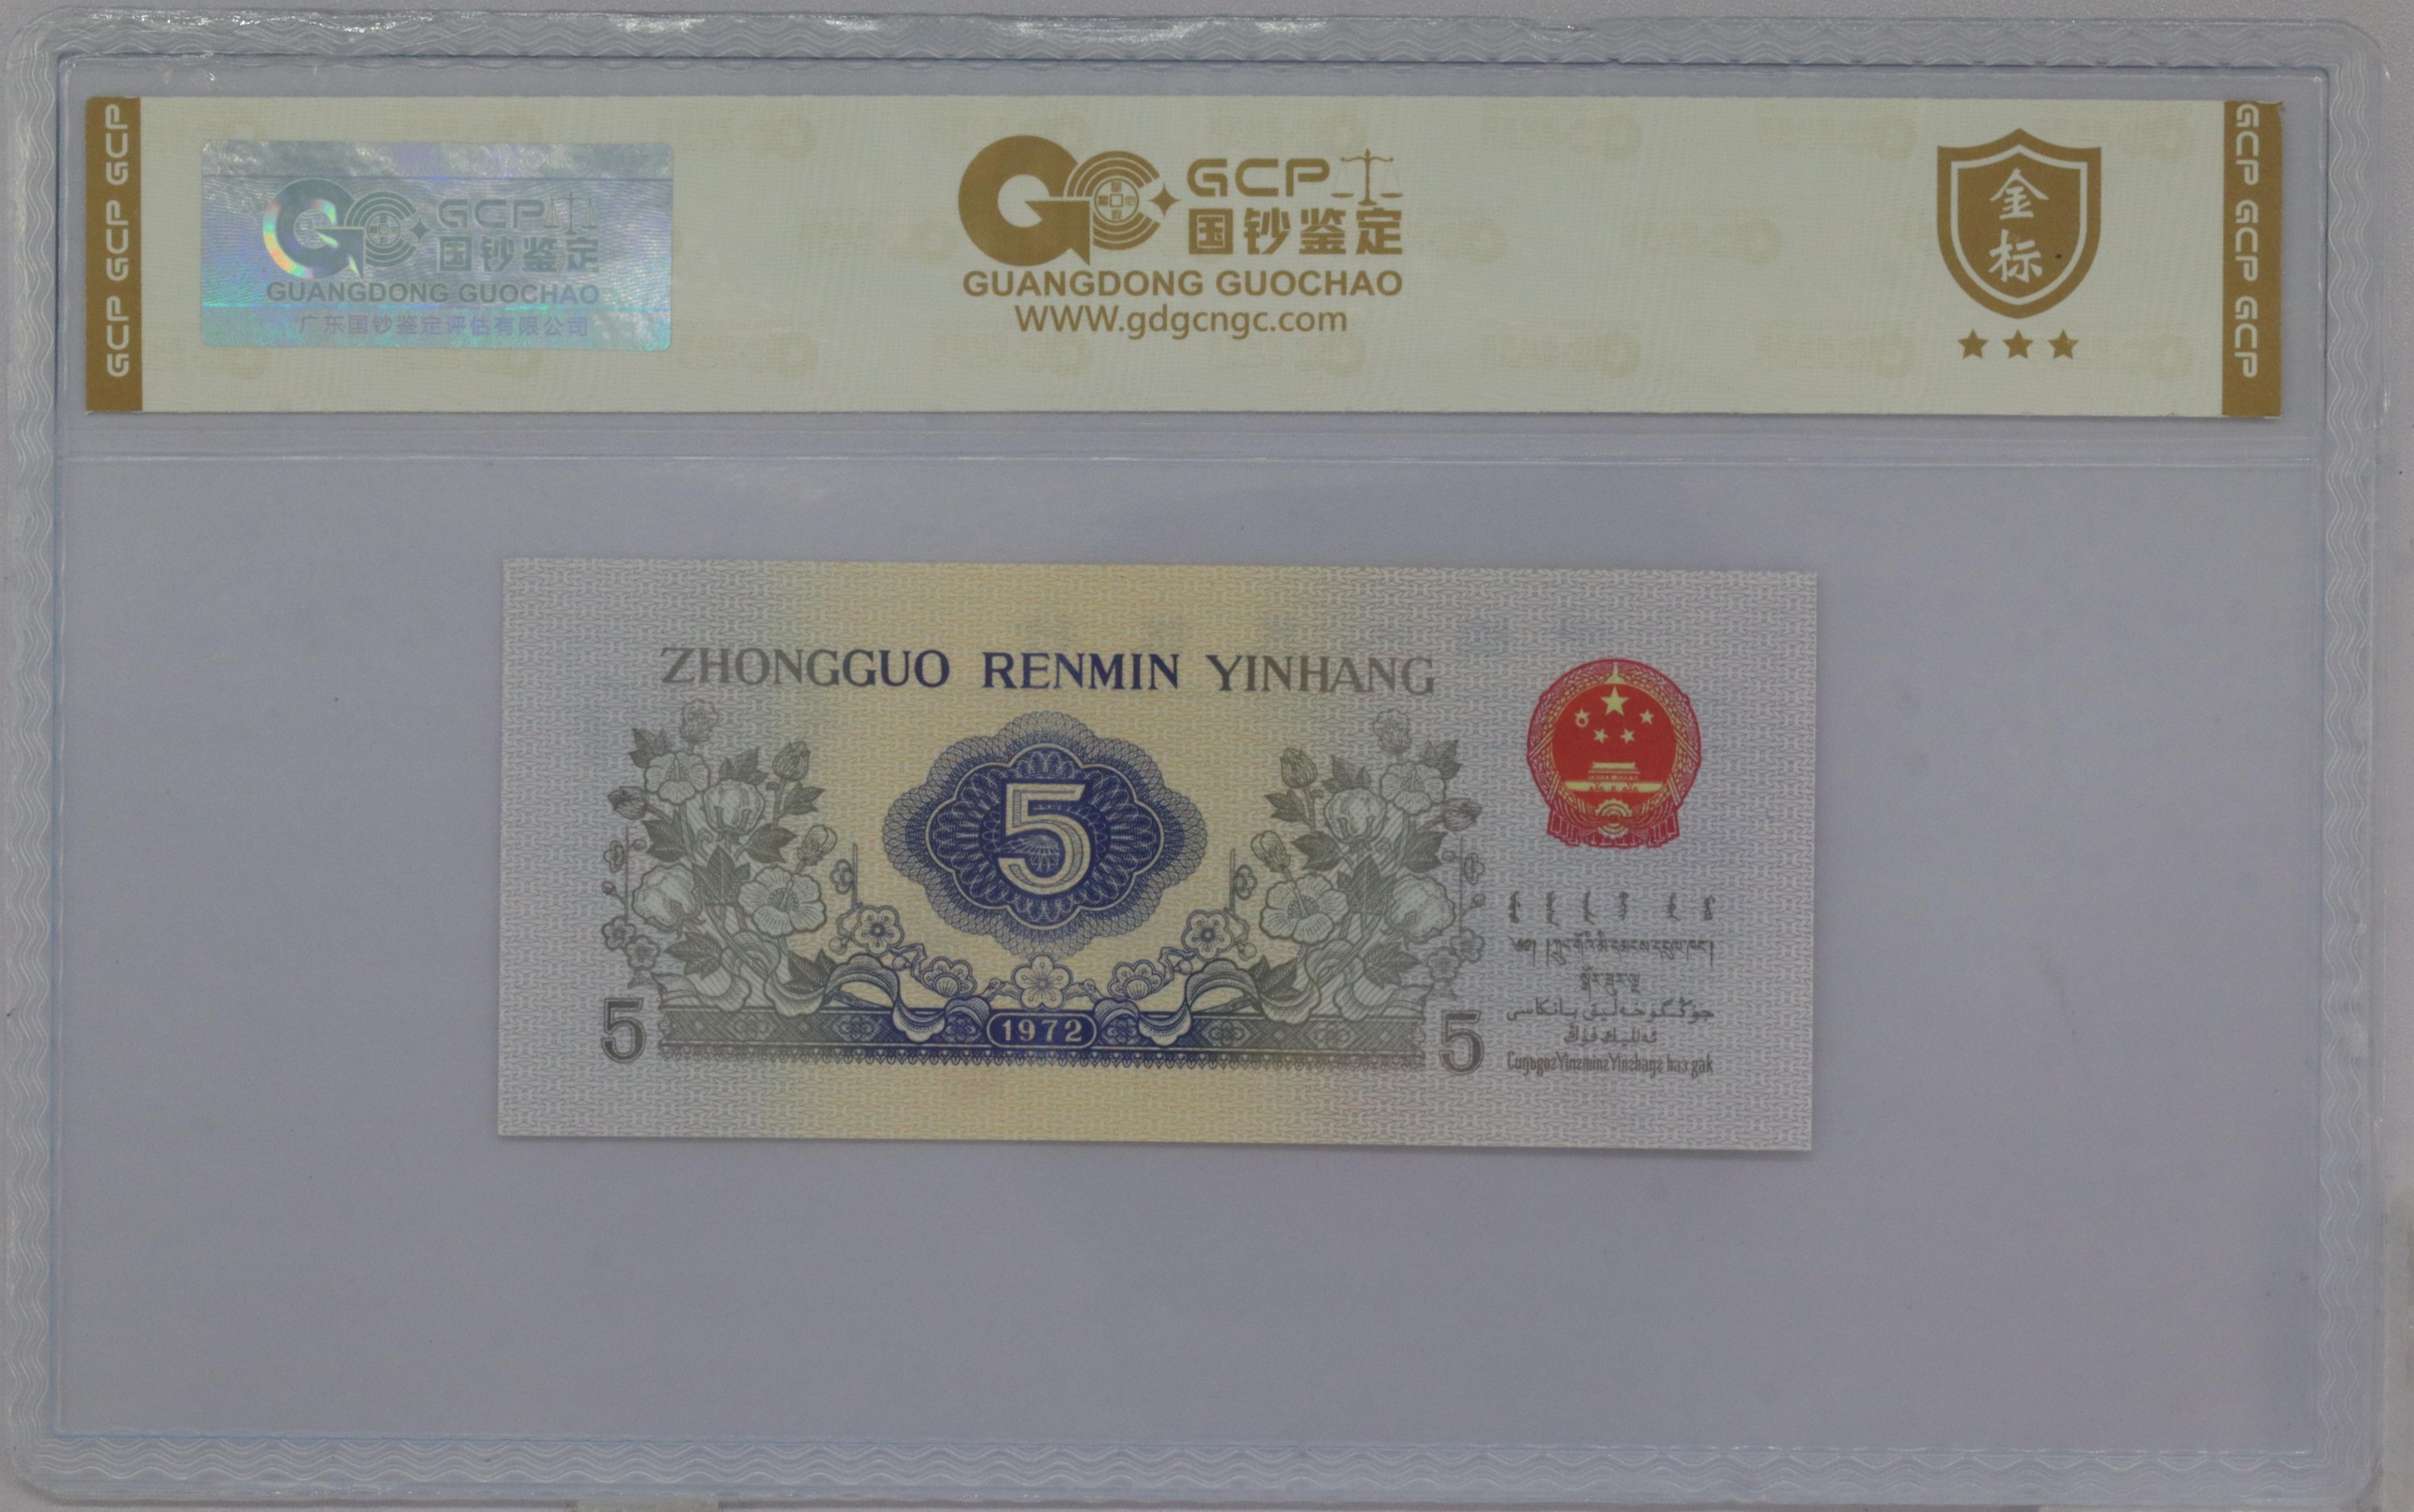 GCP GCP GCP
GCP
国钞鉴定
GUANGDONG GUOCHAO
广东国钞鉴定评估有限公司
GCP
国钞鉴定
GUANGDONG GUOCHAO
www.gdgcngc.com
金
标
GCP GCP GCP
ZHONGGUO RENMIN YINHANG
5
1972
5
5